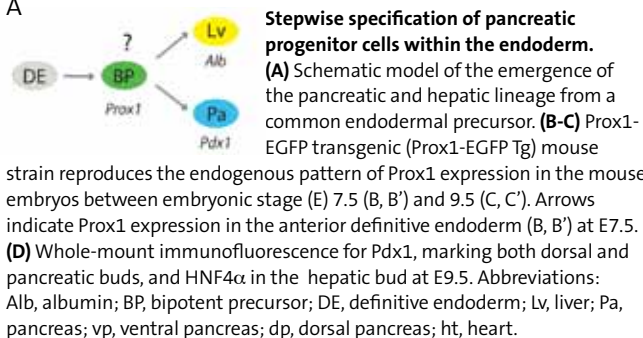 A
?
DE
BP
Prox1
Lv
Alb
Pa
Pdx1
Stepwise specification of pancreatic
progenitor cells within the endoderm.
(A) Schematic model of the emergence of
the pancreatic and hepatic lineage from a
common endodermal precursor. (B-C) Prox1-
EGFP transgenic (Prox1-EGFP Tg) mouse
strain reproduces the endogenous pattern of Prox1 expression in the mouse
embryos between embryonic stage (E) 7.5 (B, B’) and 9.5 (C, C’). Arrows
indicate Prox1 expression in the anterior definitive endoderm (B, B’) at E7.5.
(D) Whole-mount immunofluorescence for Pdx1, marking both dorsal and
pancreatic buds, and HNF4α in the hepatic bud at E9.5. Abbreviations:
Alb, albumin; BP, bipotent precursor; DE, definitive endoderm; Lv, liver; Pa,
pancreas; vp, ventral pancreas; dp, dorsal pancreas; ht, heart.